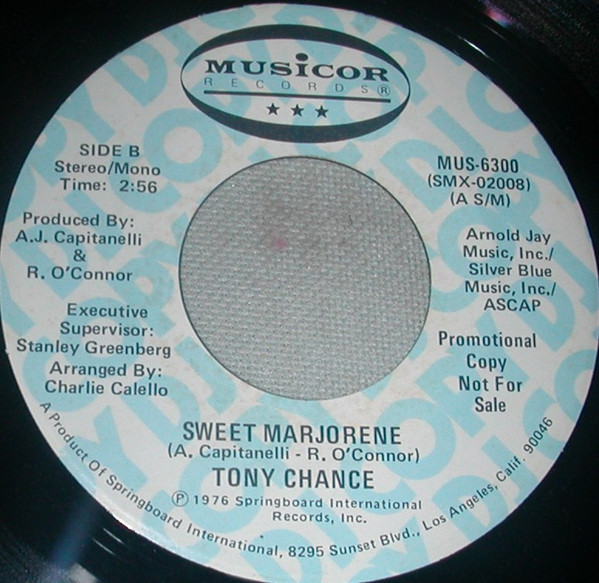 MUSICOR
RECORDS®
★ ★ ★
SIDE B
Stereo/Mono
Time: 2:56
Produced By:
A.J. Capitanelli
&
R. O'Connor
Executive
Supervisor:
Stanley Greenberg
Arranged By:
Charlie Calello
MUS-6300
(SMX-02008)
(A S/M)
Arnold Jay
Music, Inc./
Silver Blue
Music, Inc./
ASCAP
Promotional
Copy
Not For
Sale
SWEET MARJORENE
(A. Capitanelli - R. O'Connor)
TONY CHANCE
℗ 1976 Springboard International
Records, Inc.
A Product Of Springboard International, 8295 Sunset Blvd., Los Angeles, Calif. 90046